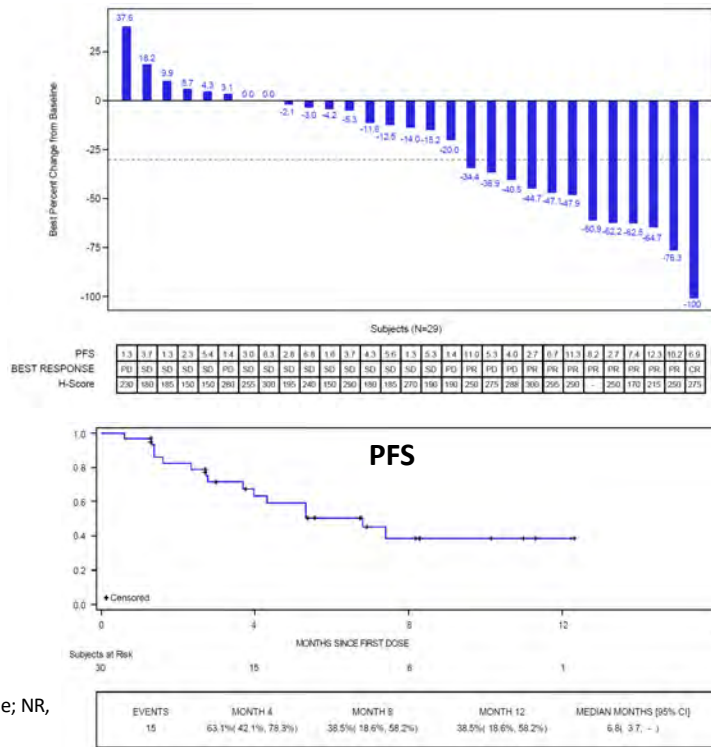 37.6
18.2
9.9
5.7
4.3
3.1
0.0
0.0
-2.1
-3.0
-4.2
-5.3
-11.8
-12.5
-14.0
-15.2
-20.0
-34.4
-36.9
-40.5
-44.7
-47.1
-47.9
-60.9
-62.2
-62.5
-64.7
-76.3
-100
25
0
-25
-50
-75
-100
Best Percent Change from Baseline
Subjects (N=29)
PFS 1.3 3.7 1.3 2.3 5.4 1.4 3.0 8.3 2.8 6.8 1.6 3.7 4.3 5.6 1.3 5.3 1.4 11.0 5.3 4.0 2.7 6.7 11.3 8.2 2.7 7.4 12.3 10.2 6.9
BEST RESPONSE PD SD SD SD SD PD SD SD SD SD SD SD SD SD SD SD PD PR PR PR PR PR PR PR PR PR PR PR CR
H-Score 230 180 185 150 150 260 255 300 195 240 150 290 180 185 270 190 190 250 275 288 300 295 290 - 250 170 215 250 275
PFS
1.0
0.8
0.6
0.4
0.2
0.0
+ Censored
0 4 8 12
MONTHS SINCE FIRST DOSE
Subjects at Risk
30 15 6 1
e; NR,
EVENTS MONTH 4 MONTH 8 MONTH 12 MEDIAN MONTHS [95% CI]
15 63.1%( 42.1%, 78.3%) 38.5%( 18.6%, 58.2%) 38.5%( 18.6%, 58.2%) 6.8( 3.7, - )